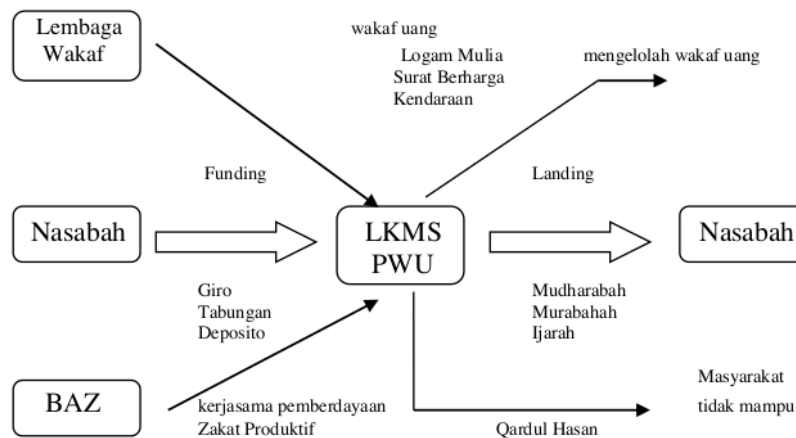 Lembaga
Wakaf
wakaf uang
Logam Mulia
Surat Berharga
Kendaraan
mengelolah wakaf uang
Funding
Landing
Nasabah
LKMS
PWU
Nasabah
Giro
Tabungan
Deposito
Mudharabah
Murabahah
Ijarah
BAZ
kerjasama pemberdayaan
Zakat Produktif
Qardul Hasan
Masyarakat
tidak mampu